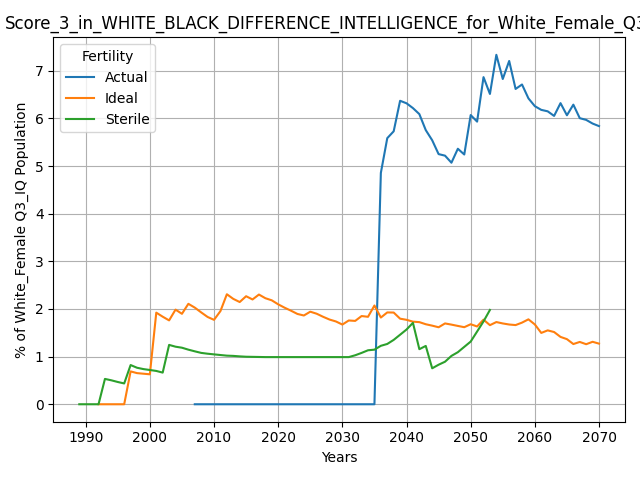 Score_3_in_WHITE_BLACK_DIFFERENCE_INTELLIGENCE_for_White_Female_Q3
Fertility
Actual
Ideal
Sterile
% of White_Female Q3_IQ Population
7
6
5
4
3
2
1
0
1990 2000 2010 2020 2030 2040 2050 2060 2070
Years